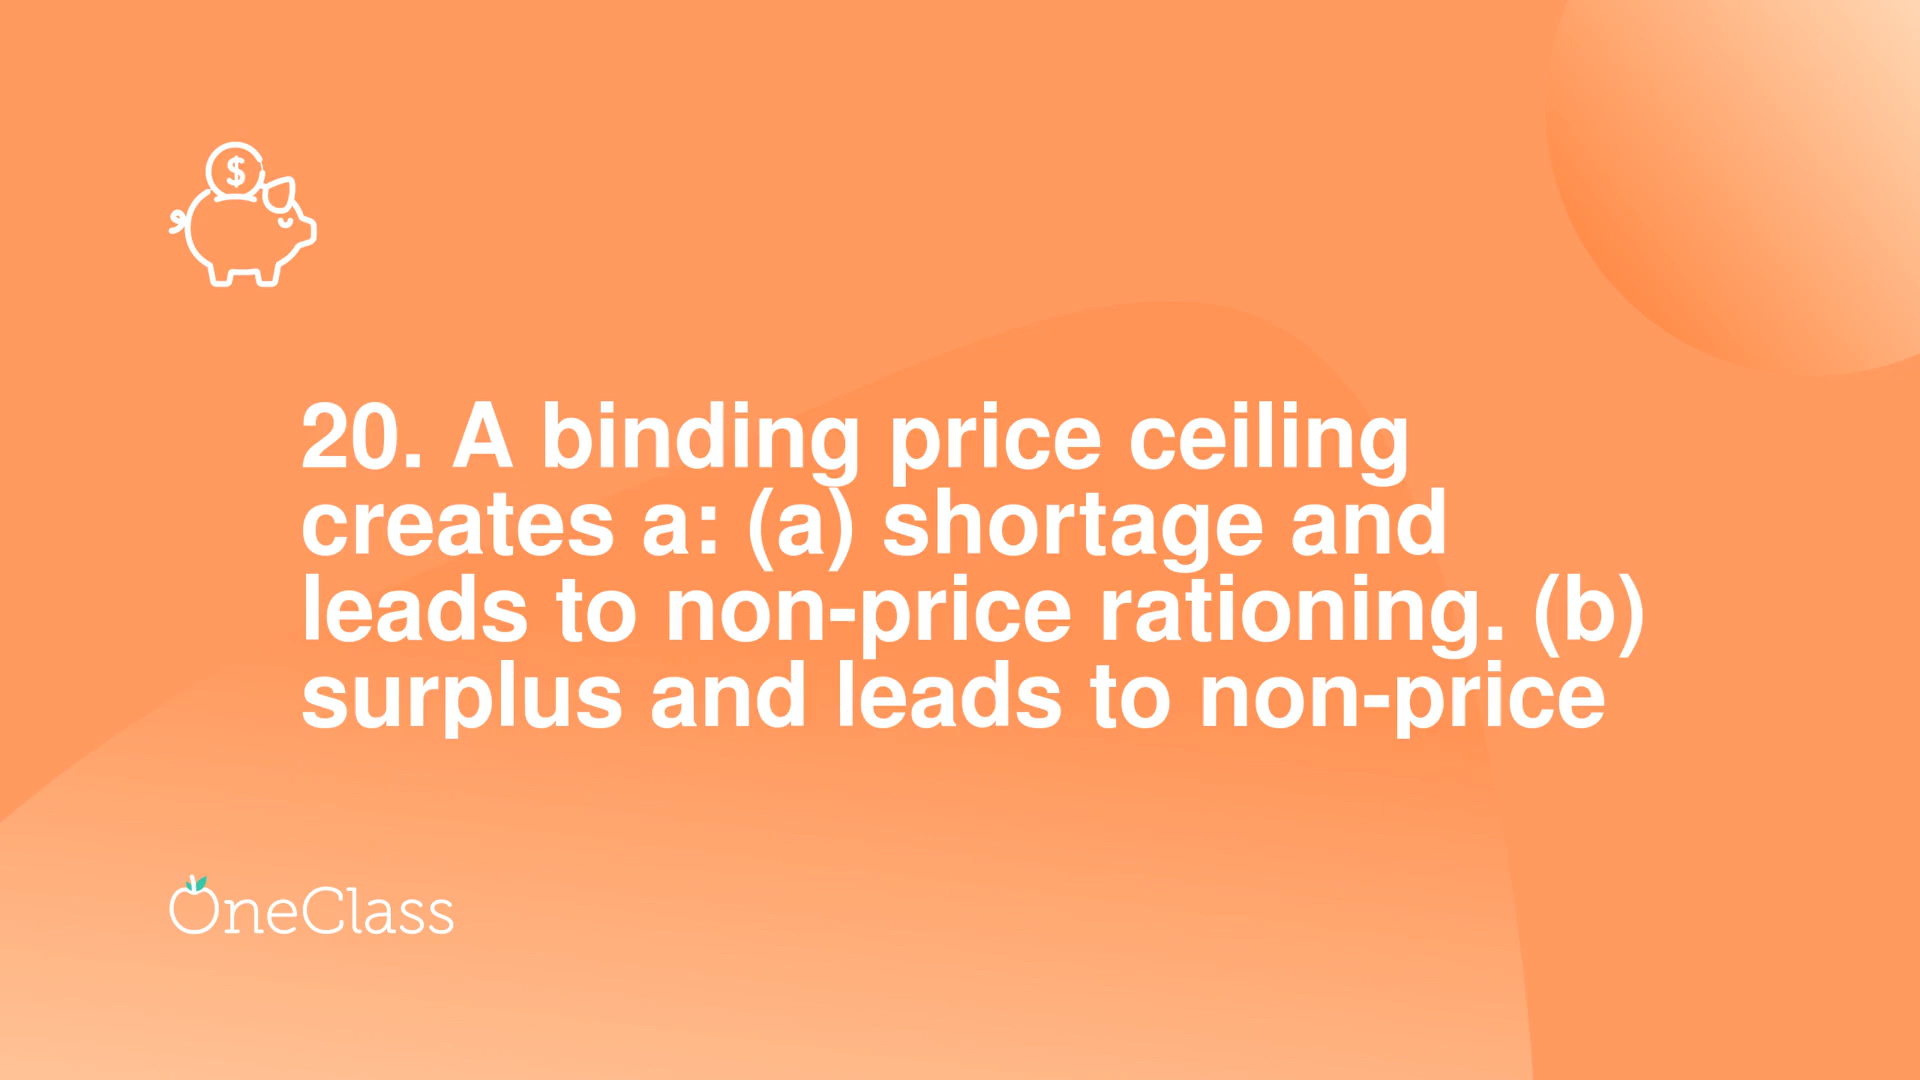 $
20. A binding price ceiling
creates a: (a) shortage and
leads to non-price rationing. (b)
surplus and leads to non-price
OneClass